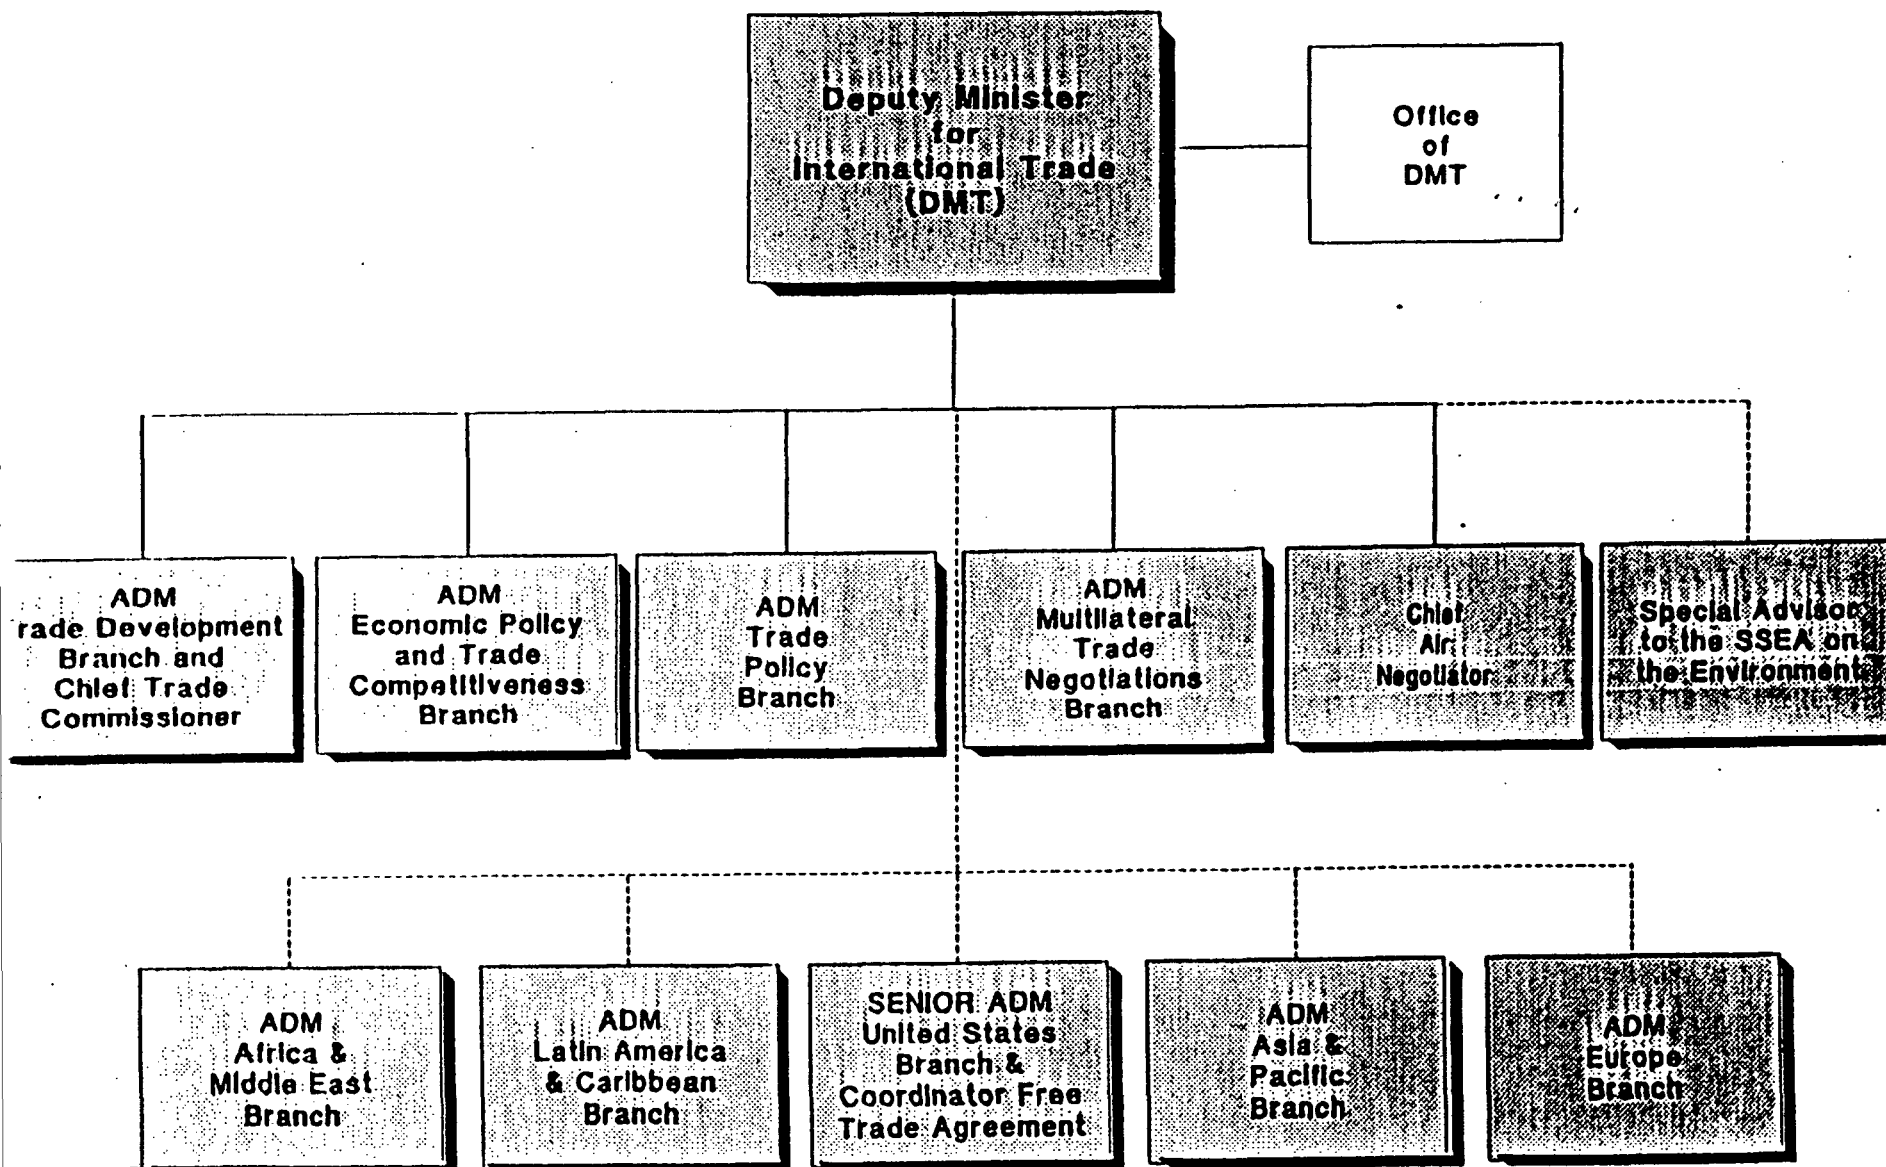 Deputy Minister
for
International Trade
(DMT)
Office
of
DMT
ADM
rade Development
Branch and
Chief Trade
Commissioner
ADM
Economic Policy
and Trade
Competitiveness
Branch
ADM
Trade
Policy
Branch
ADM
Multilateral
Trade
Negotiations
Branch
Chief
Air
Negotiator
Special Advisor
to the SSEA on
the Environment
ADM
Africa &
Middle East
Branch
ADM
Latin America
& Caribbean
Branch
SENIOR ADM
United States
Branch &
Coordinator Free
Trade Agreement
ADM
Asia &
Pacific
Branch
ADM
Europe
Branch